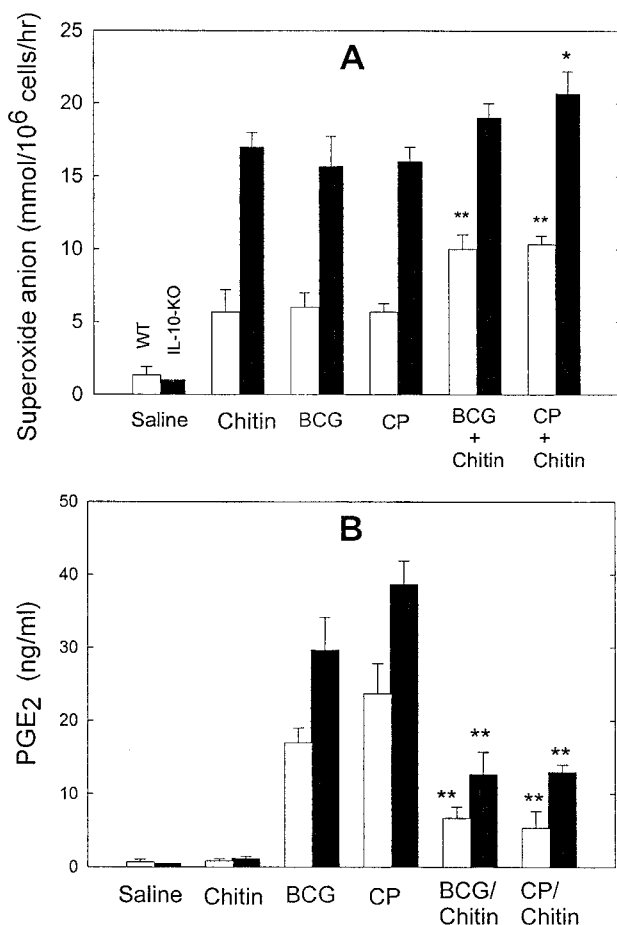 A
Superoxide anion (mmol/10⁶ cells/hr)
25
20
15
10
5
0
*
**
**
WT
IL-10-KO
Saline
Chitin
BCG
CP
BCG
+
Chitin
CP
+
Chitin
B
PGE₂ (ng/ml)
50
40
30
20
10
0
**
**
**
**
Saline
Chitin
BCG
CP
BCG/
Chitin
CP/
Chitin